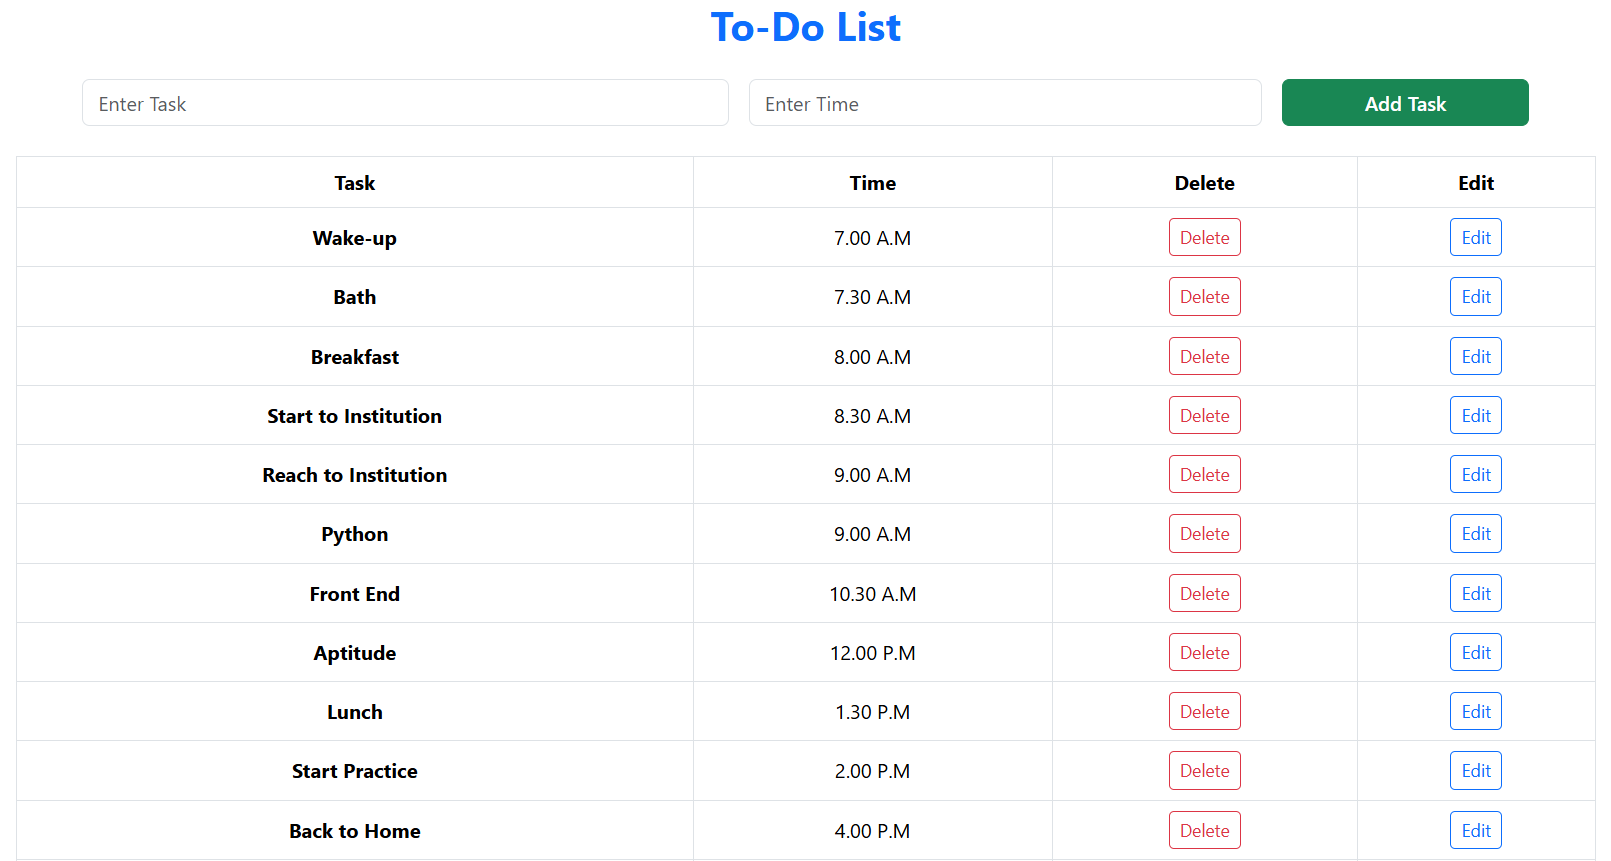 To-Do List
Enter Task Enter Time Add Task
Task Time Delete Edit
Wake-up 7.00 A.M Delete Edit
Bath 7.30 A.M Delete Edit
Breakfast 8.00 A.M Delete Edit
Start to Institution 8.30 A.M Delete Edit
Reach to Institution 9.00 A.M Delete Edit
Python 9.00 A.M Delete Edit
Front End 10.30 A.M Delete Edit
Aptitude 12.00 P.M Delete Edit
Lunch 1.30 P.M Delete Edit
Start Practice 2.00 P.M Delete Edit
Back to Home 4.00 P.M Delete Edit